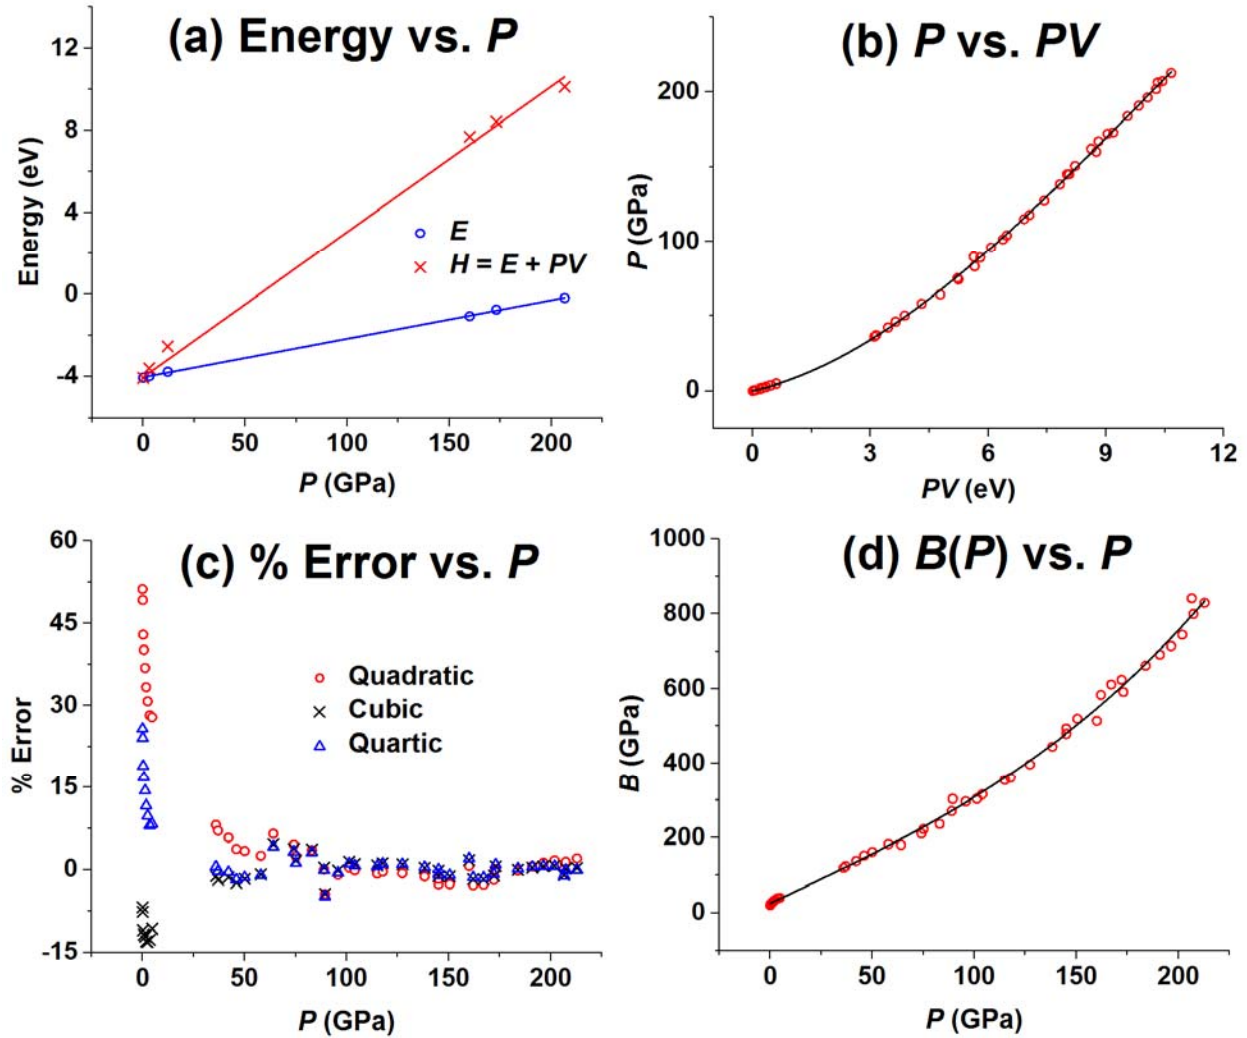 (a) Energy vs. P
12
8
4
0
-4
Energy (eV)
E
H = E + PV
0 50 100 150 200
P (GPa)
(b) P vs. PV
200
100
0
P (GPa)
0 3 6 9 12
PV (eV)
(c) % Error vs. P
60
45
30
15
0
-15
% Error
Quadratic
Cubic
Quartic
0 50 100 150 200
P (GPa)
(d) B(P) vs. P
1000
800
600
400
200
0
B (GPa)
0 50 100 150 200
P (GPa)